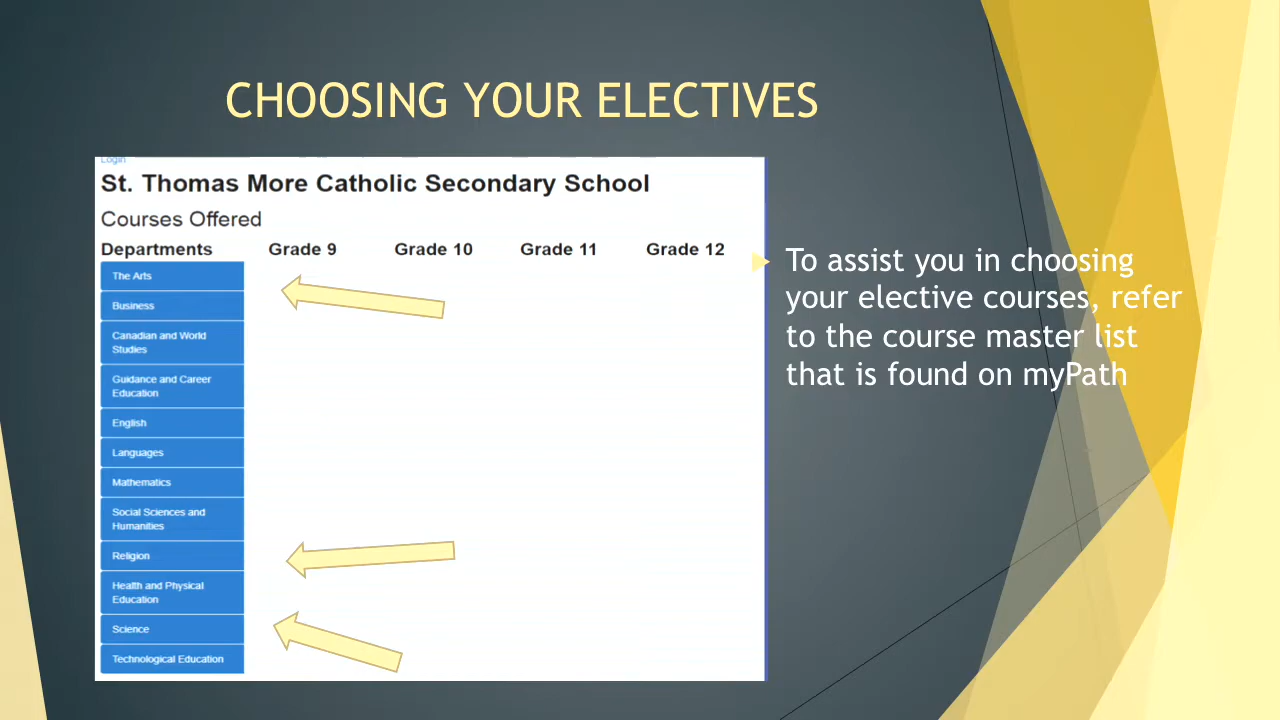 CHOOSING YOUR ELECTIVES
Login
St. Thomas More Catholic Secondary School
Courses Offered
Departments Grade 9 Grade 10 Grade 11 Grade 12
The Arts
Business
Canadian and World
Studies
Guidance and Career
Education
English
Languages
Mathematics
Social Sciences and
Humanities
Religion
Health and Physical
Education
Science
Technological Education
To assist you in choosing
your elective courses, refer
to the course master list
that is found on myPath